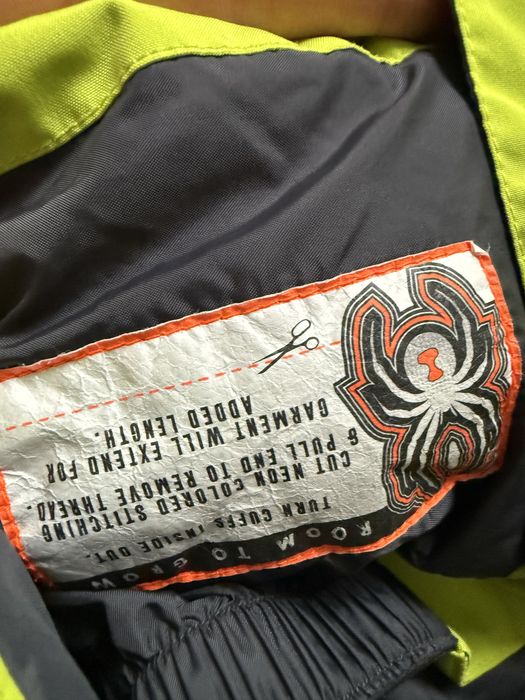 ROOM TO GROW
TURN CUFFS INSIDE OUT.
CUT NEON COLORED STITCHING
& PULL END TO REMOVE THREAD.
GARMENT WILL EXTEND FOR
ADDED LENGTH.